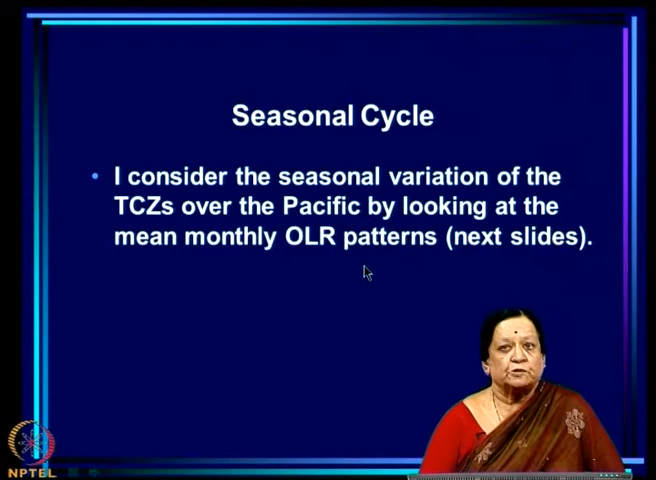 Seasonal Cycle
• I consider the seasonal variation of the
TCZs over the Pacific by looking at the
mean monthly OLR patterns (next slides).
NPTEL